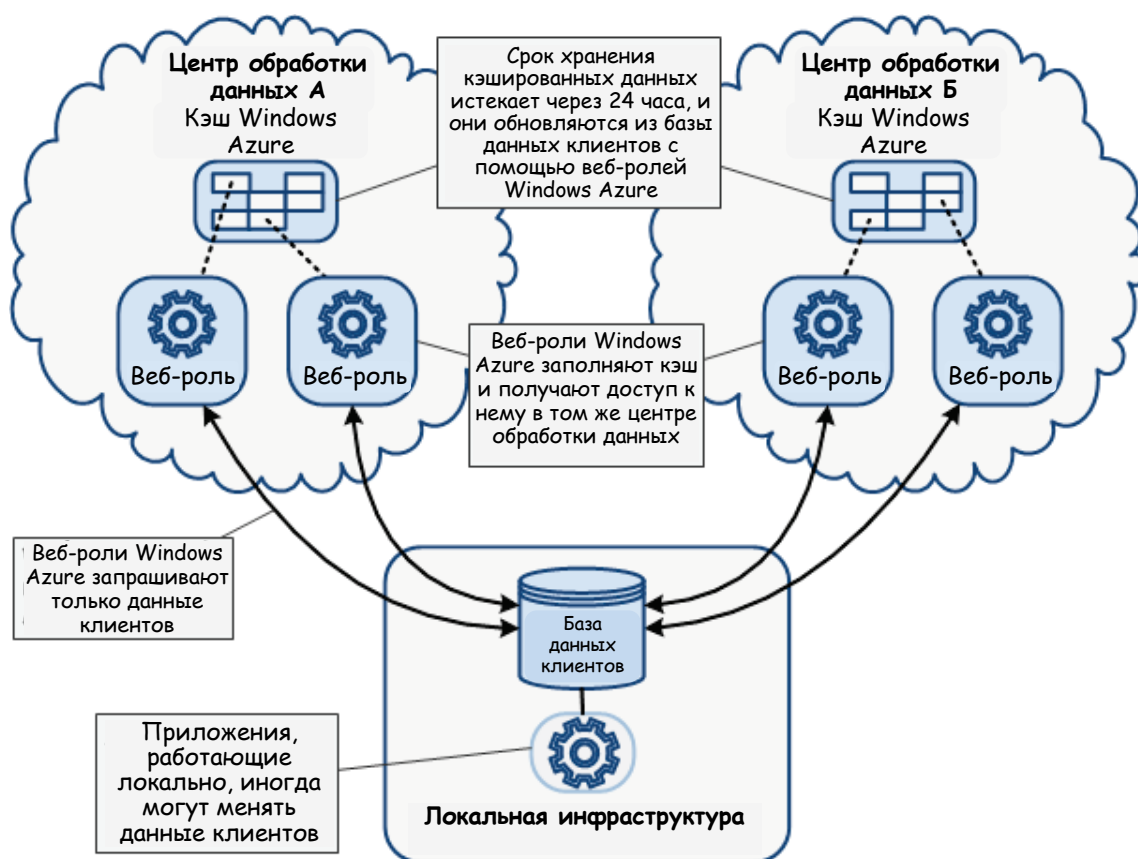 Центр обработки
данных А
Кэш Windows
Azure
Срок хранения
кэшированных данных
истекает через 24 часа, и
они обновляются из базы
данных клиентов с
помощью веб-ролей
Windows Azure
Центр обработки
данных Б
Кэш Windows
Azure
Веб-роль
Веб-роль
Веб-роли Windows
Azure заполняют кэш
и получают доступ к
нему в том же центре
обработки данных
Веб-роль
Веб-роль
Веб-роли Windows
Azure запрашивают
только данные
клиентов
База
данных
клиентов
Приложения,
работающие
локально, иногда
могут менять
данные клиентов
Локальная инфраструктура